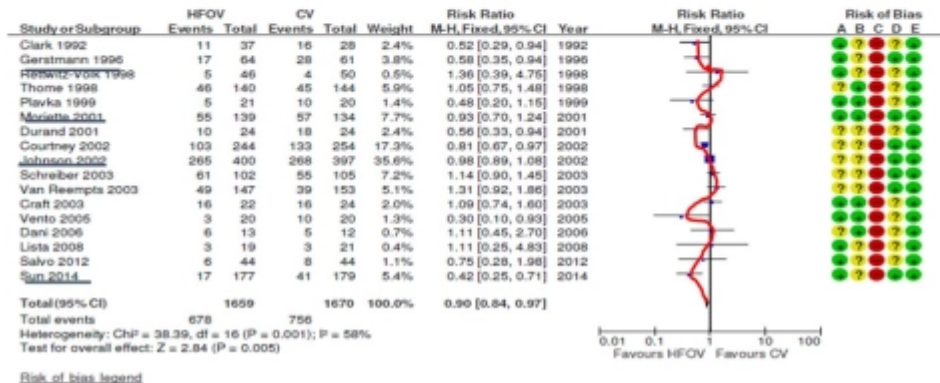 HFOV CV Risk Ratio Risk Ratio Risk of Bias
Study or Subgroup Events Total Events Total Weight M-H, Fixed, 95% CI Year M-H, Fixed, 95% CI A B C D E
Clark 1992 11 37 16 28 2.4% 0.52 [0.29, 0.94] 1992
Gerstmann 1996 17 64 28 61 3.8% 0.58 [0.35, 0.94] 1996
Rettwitz-Volk 1998 5 46 4 50 0.5% 1.36 [0.39, 4.75] 1998
Thome 1998 46 140 45 144 5.9% 1.05 [0.75, 1.48] 1998
Plavka 1999 5 21 10 20 1.4% 0.48 [0.20, 1.15] 1999
Moriette 2001 55 139 57 134 7.7% 0.93 [0.70, 1.24] 2001
Durand 2001 10 24 18 24 2.4% 0.56 [0.33, 0.94] 2001
Courtney 2002 103 244 133 254 17.3% 0.81 [0.67, 0.97] 2002
Johnson 2002 265 400 268 397 35.6% 0.98 [0.89, 1.08] 2002
Schreiber 2003 61 102 55 105 7.2% 1.14 [0.90, 1.45] 2003
Van Reempts 2003 49 147 39 153 5.1% 1.31 [0.92, 1.86] 2003
Craft 2003 16 22 16 24 2.0% 1.09 [0.74, 1.60] 2003
Vento 2005 3 20 10 20 1.3% 0.30 [0.10, 0.93] 2005
Dani 2006 6 13 5 12 0.7% 1.11 [0.45, 2.70] 2006
Lista 2008 3 19 3 21 0.4% 1.11 [0.25, 4.83] 2008
Salvo 2012 6 44 8 44 1.1% 0.75 [0.28, 1.98] 2012
Sun 2014 17 177 41 179 5.4% 0.42 [0.25, 0.71] 2014
Total (95% CI) 1659 1670 100.0% 0.90 [0.84, 0.97]
Total events 678 756
Heterogeneity: Chi² = 38.39, df = 16 (P = 0.001); I² = 58%
Test for overall effect: Z = 2.84 (P = 0.005)
0.01 0.1 1 10 100
Favours HFOV Favours CV
Risk of bias legend